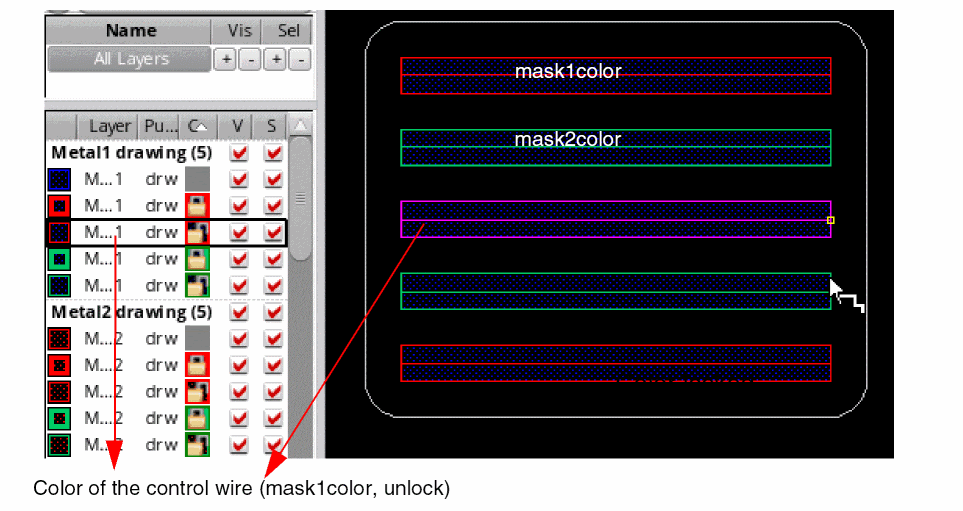 Name Vis Sel
All Layers + - + -
Layer Pu... C V S
Metal1 drawing (5)
M...1 drw
M...1 drw
M...1 drw
M...1 drw
M...1 drw
Metal2 drawing (5)
M...2 drw
M...2 drw
M...2 drw
M...2 drw
M...2 drw
mask1color
mask2color
Color of the control wire (mask1color, unlock)